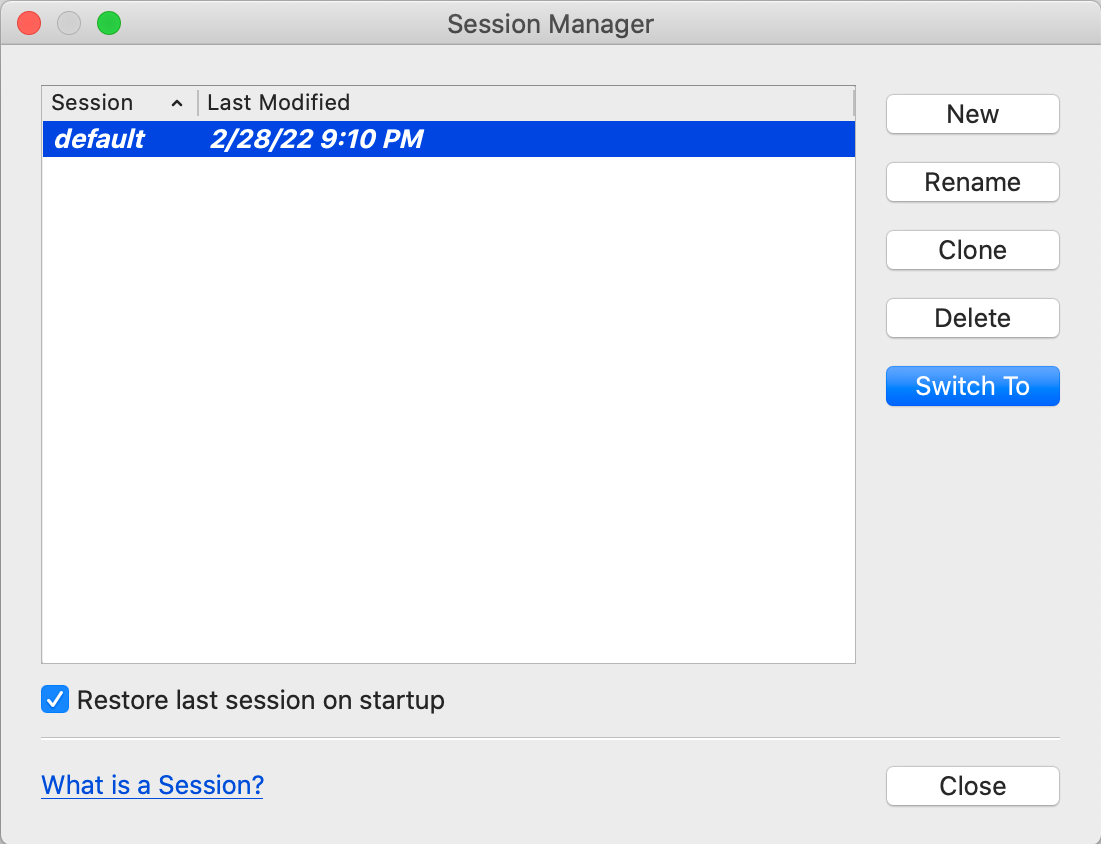 Session Manager
Session Last Modified
default 2/28/22 9:10 PM
New
Rename
Clone
Delete
Switch To
Restore last session on startup
What is a Session?
Close